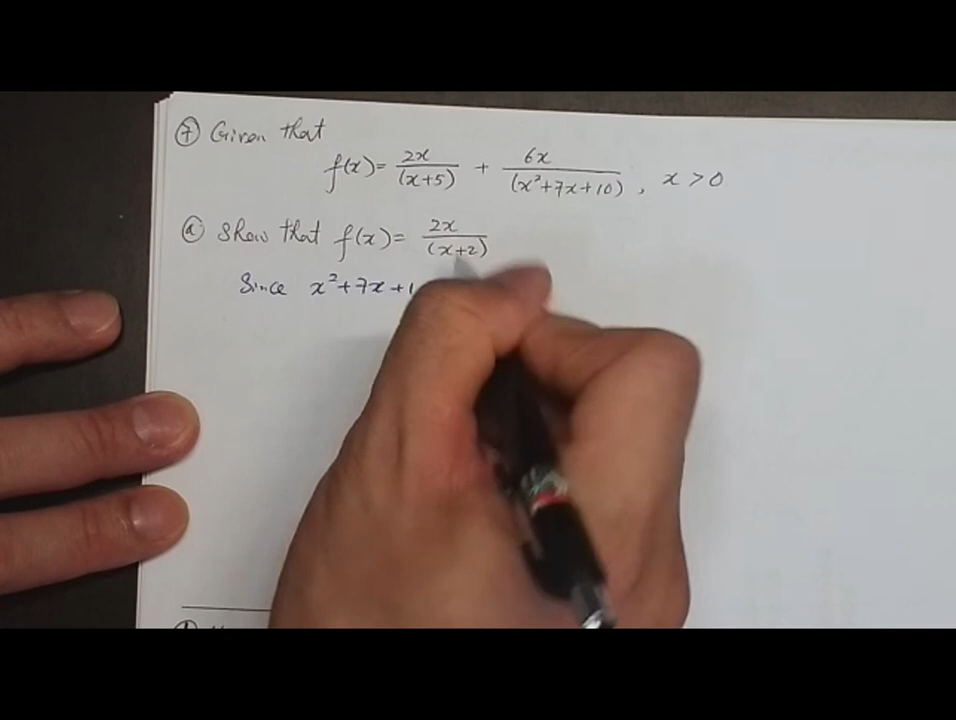 ⑦ Given that
f(x) = 2x/(x+5) + 6x/(x²+7x+10), x > 0
ⓐ Show that f(x) = 2x/(x+2)
Since x²+7x+1